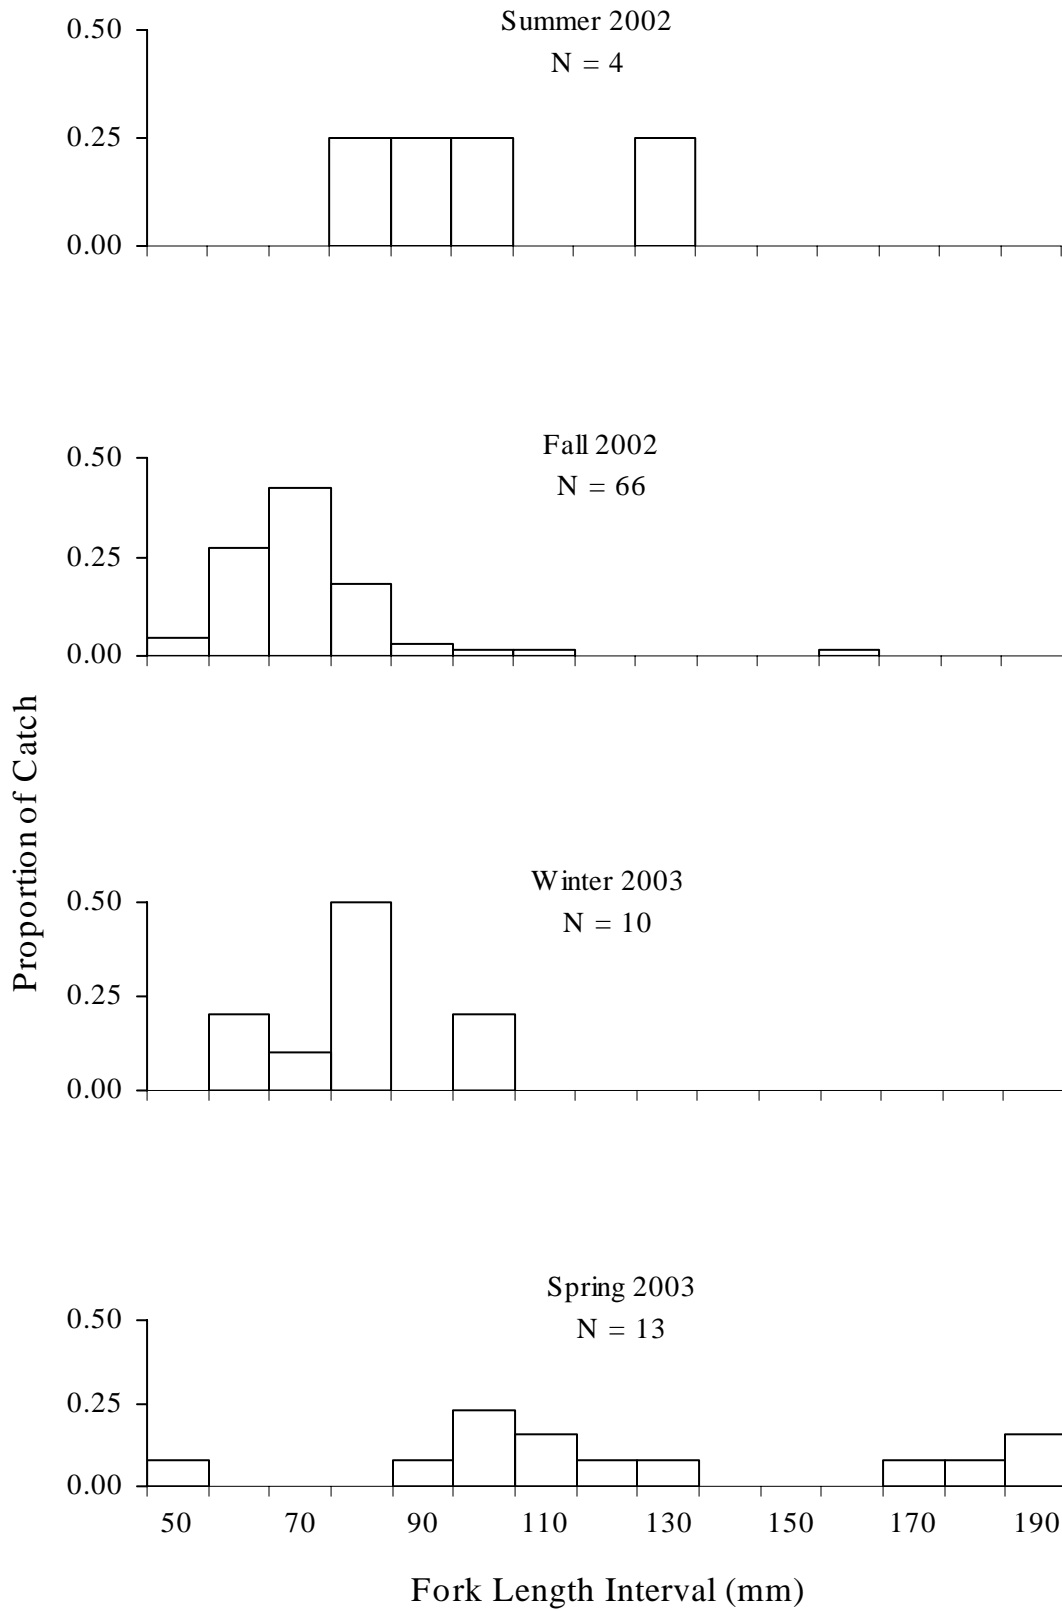 Summer 2002
N = 4
0.50
0.25
0.00
Fall 2002
N = 66
0.50
0.25
0.00
Winter 2003
N = 10
0.50
0.25
0.00
Spring 2003
N = 13
0.50
0.25
0.00
50 70 90 110 130 150 170 190
Proportion of Catch
Fork Length Interval (mm)